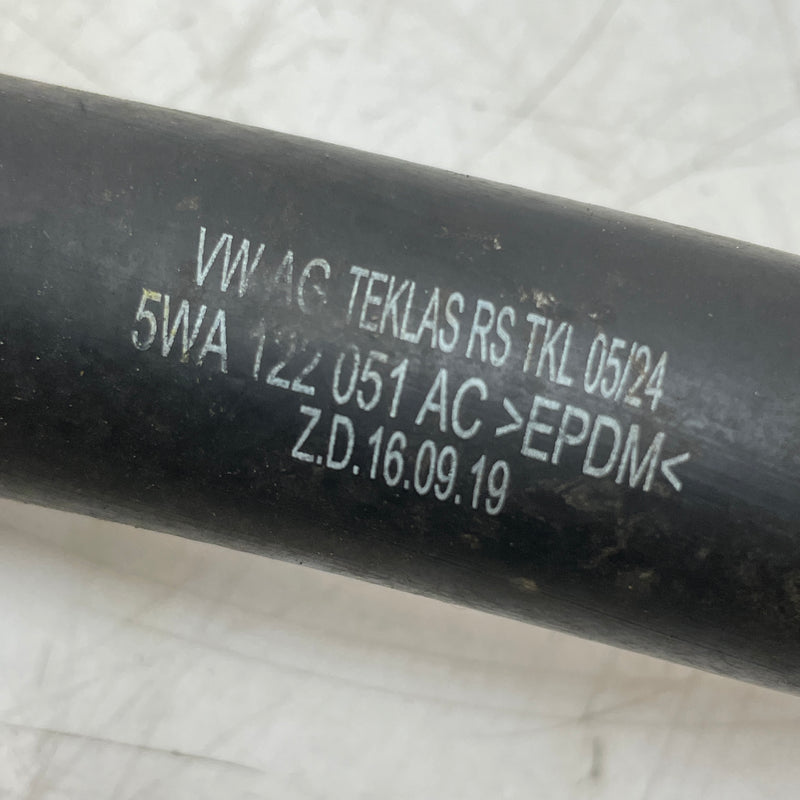 VW AG TEKLAS RS TKL 05/24
5WA 122 051 AC >EPDM<
Z.D.16.09.19